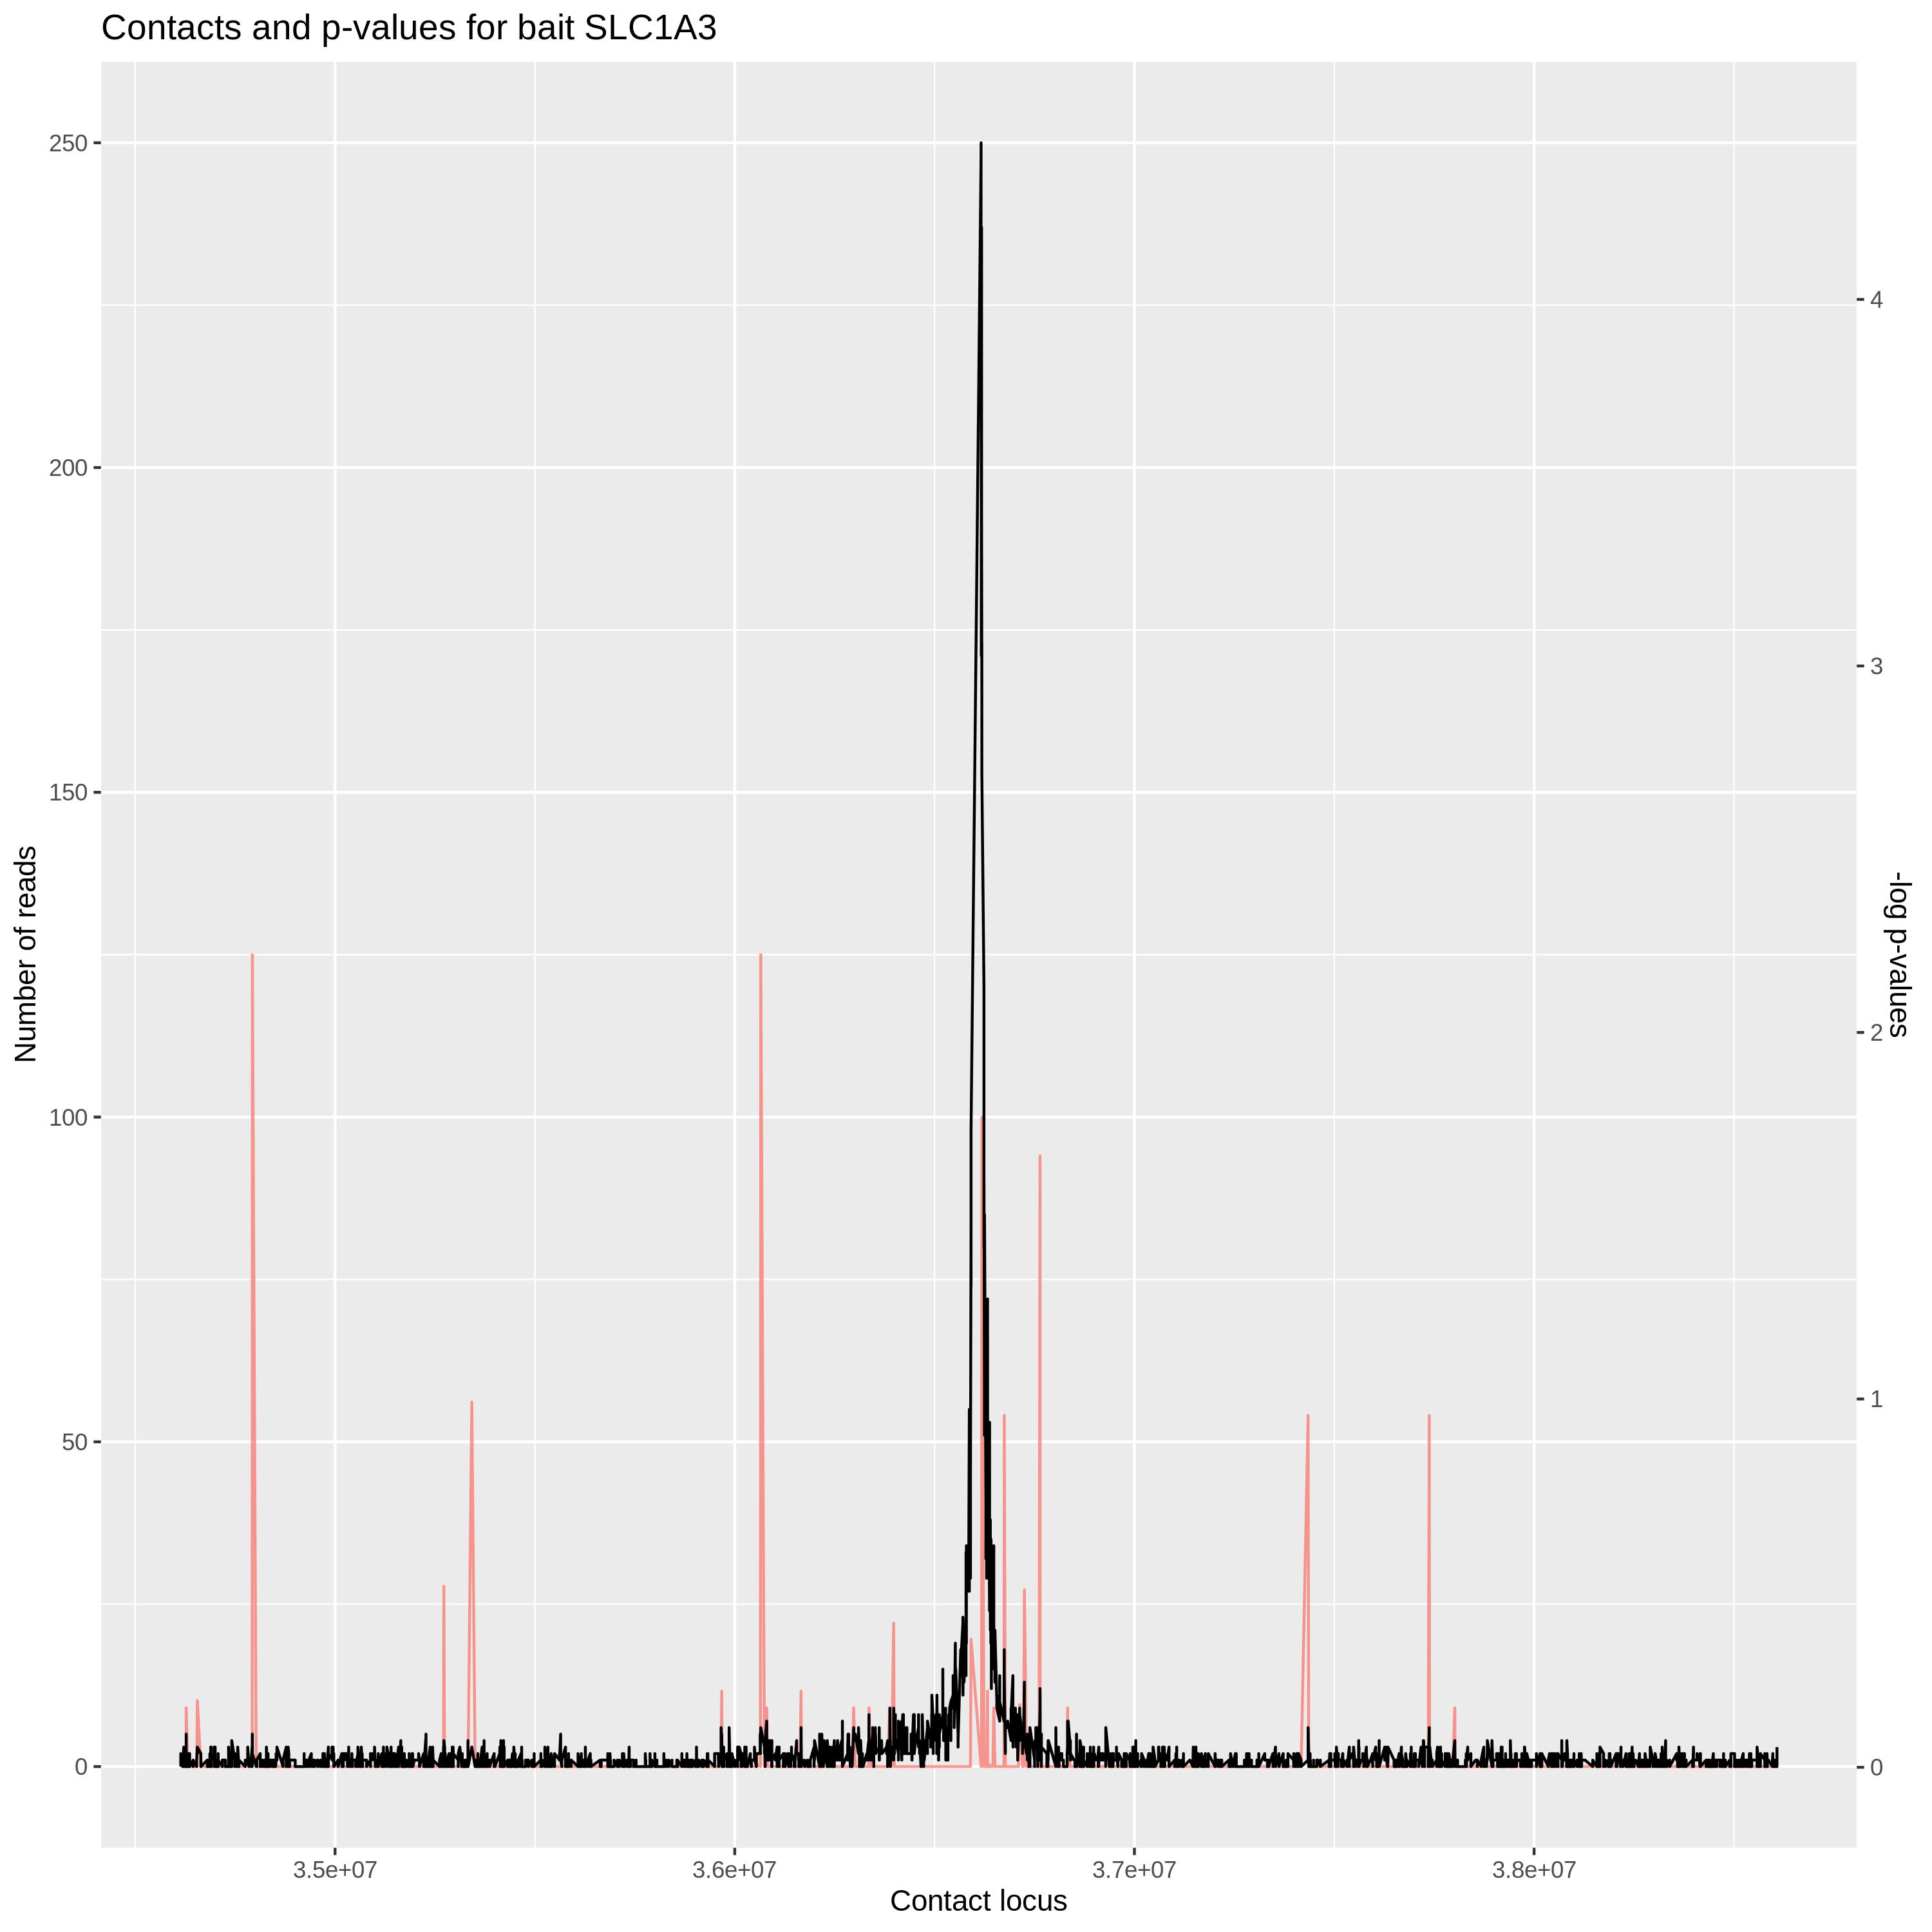 Contacts and p-values for bait SLC1A3
250
200
150
100
50
0
Number of reads
4
3
2
1
0
-log p-values
3.5e+07
3.6e+07
3.7e+07
3.8e+07
Contact locus